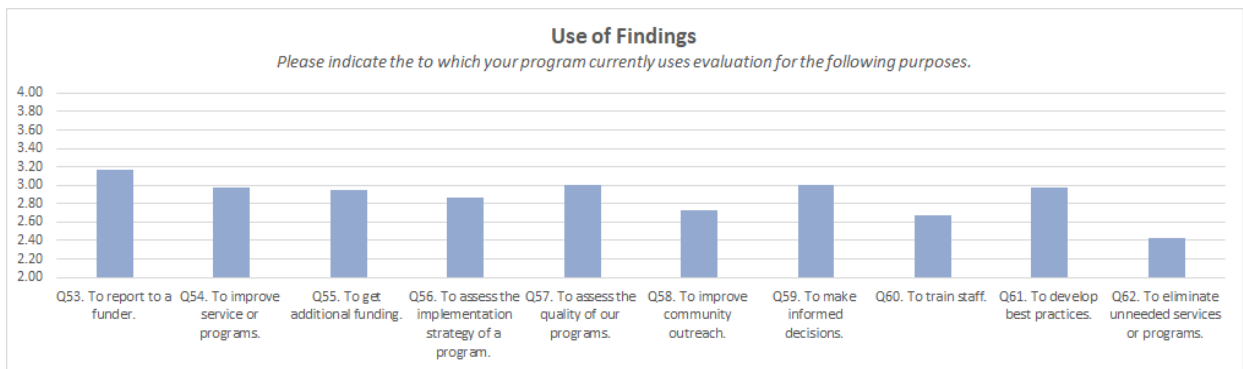 Use of Findings
Please indicate the to which your program currently uses evaluation for the following purposes.
4.00
3.80
3.60
3.40
3.20
3.00
2.80
2.60
2.40
2.20
2.00
Q53. To report to a
funder.
Q54. To improve
service or
programs.
Q55. To get
additional funding.
Q56. To assess the
implementation
strategy of a
program.
Q57. To assess the
quality of our
programs.
Q58. To improve
community
outreach.
Q59. To make
informed
decisions.
Q60. To train staff.
Q61. To develop
best practices.
Q62. To eliminate
unneeded services
or programs.